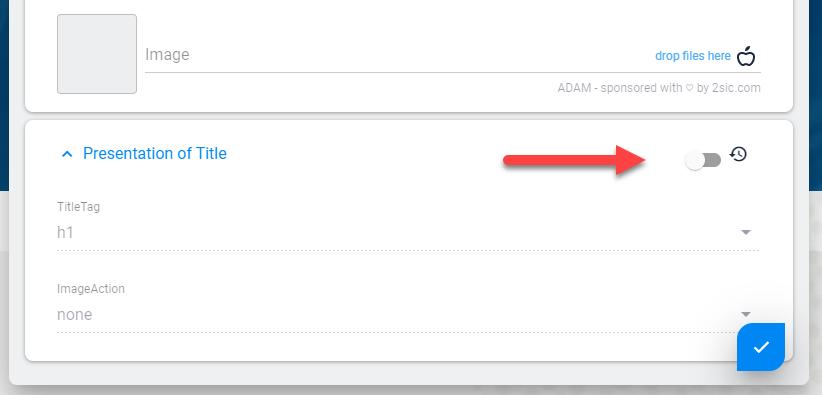 Image
drop files here
ADAM - sponsored with ♡ by 2sic.com
Presentation of Title
TitleTag
h1
ImageAction
none